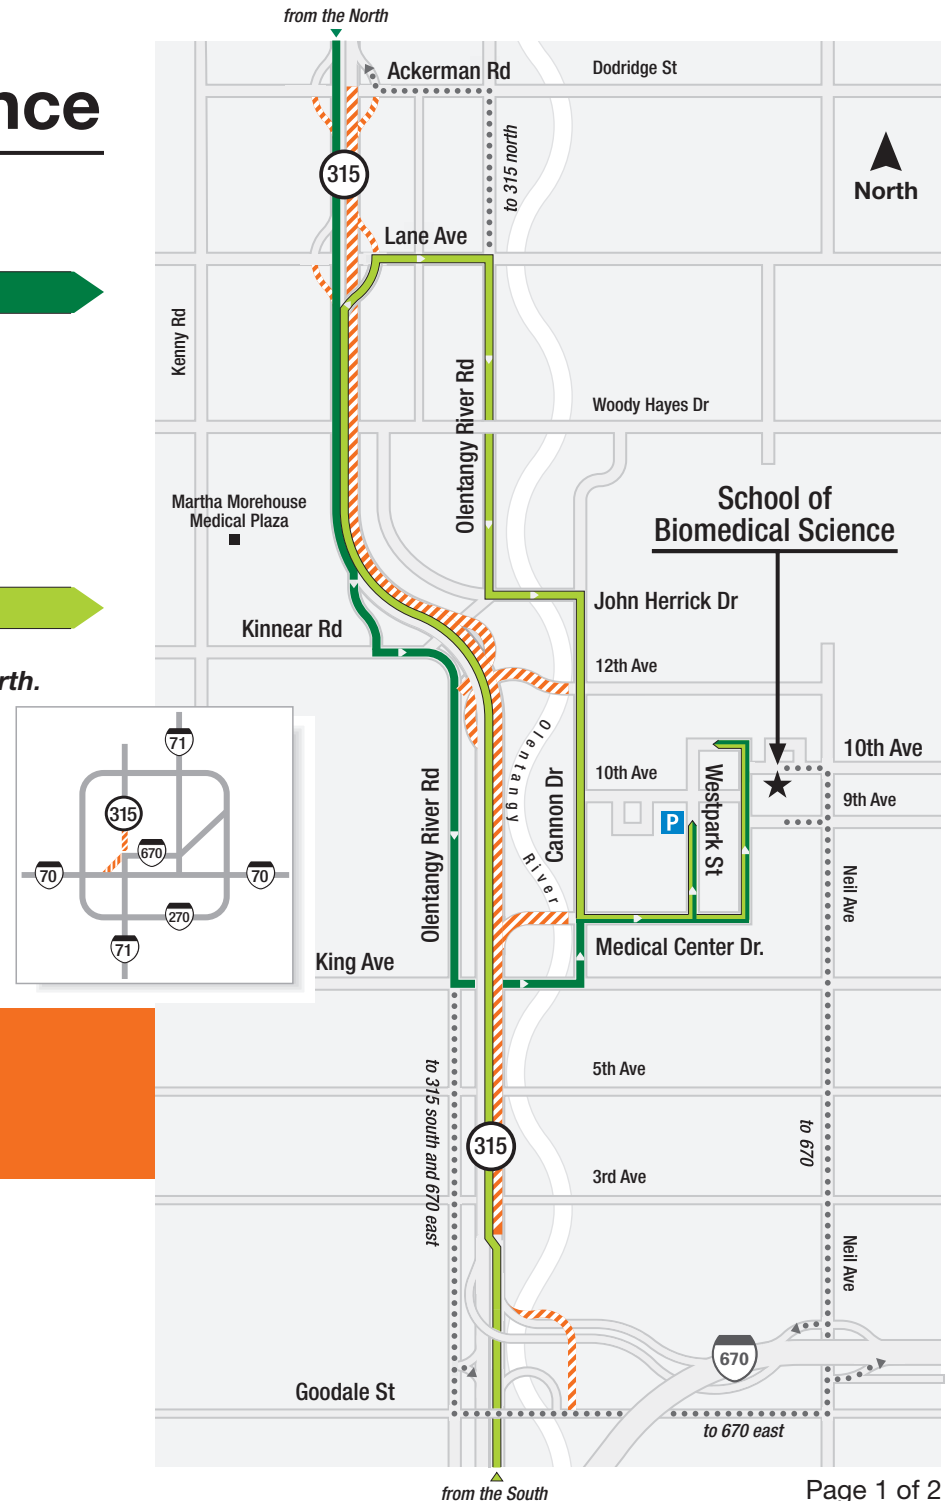 from the North
nce
Ackerman Rd
Dodridge St
to 315 north
315
North
Lane Ave
Kenny Rd
Olentangy River Rd
Woody Hayes Dr
Martha Morehouse
Medical Plaza
School of
Biomedical Science
John Herrick Dr
Kinnear Rd
12th Ave
rth.
Olentangy
River
10th Ave
10th Ave
9th Ave
Cannon Dr
Westpark St
P
Olentangy River Rd
Neil Ave
71
315
670
70
70
270
71
Medical Center Dr.
King Ave
5th Ave
to 315 south and 670 east
315
to 670
3rd Ave
Neil Ave
670
Goodale St
to 670 east
from the South
Page 1 of 2